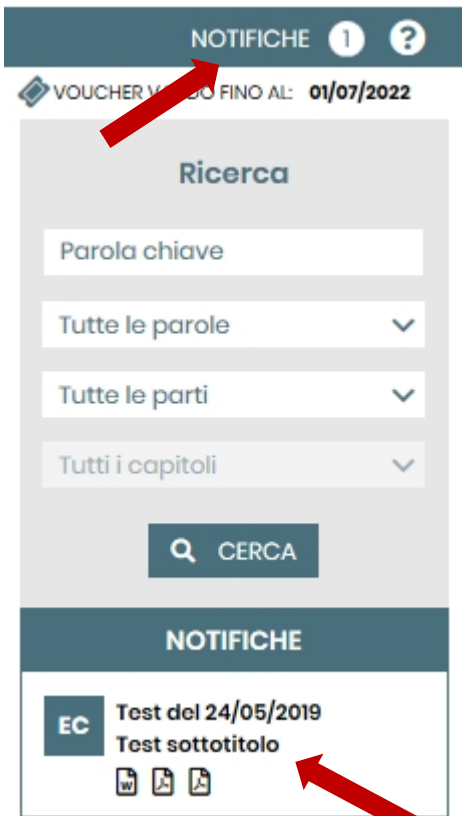 NOTIFICHE 1 ?
VOUCHER V DO FINO AL: 01/07/2022
Ricerca
Parola chiave
Tutte le parole
Tutte le parti
Tutti i capitoli
CERCA
NOTIFICHE
EC
Test del 24/05/2019
Test sottotitolo
W